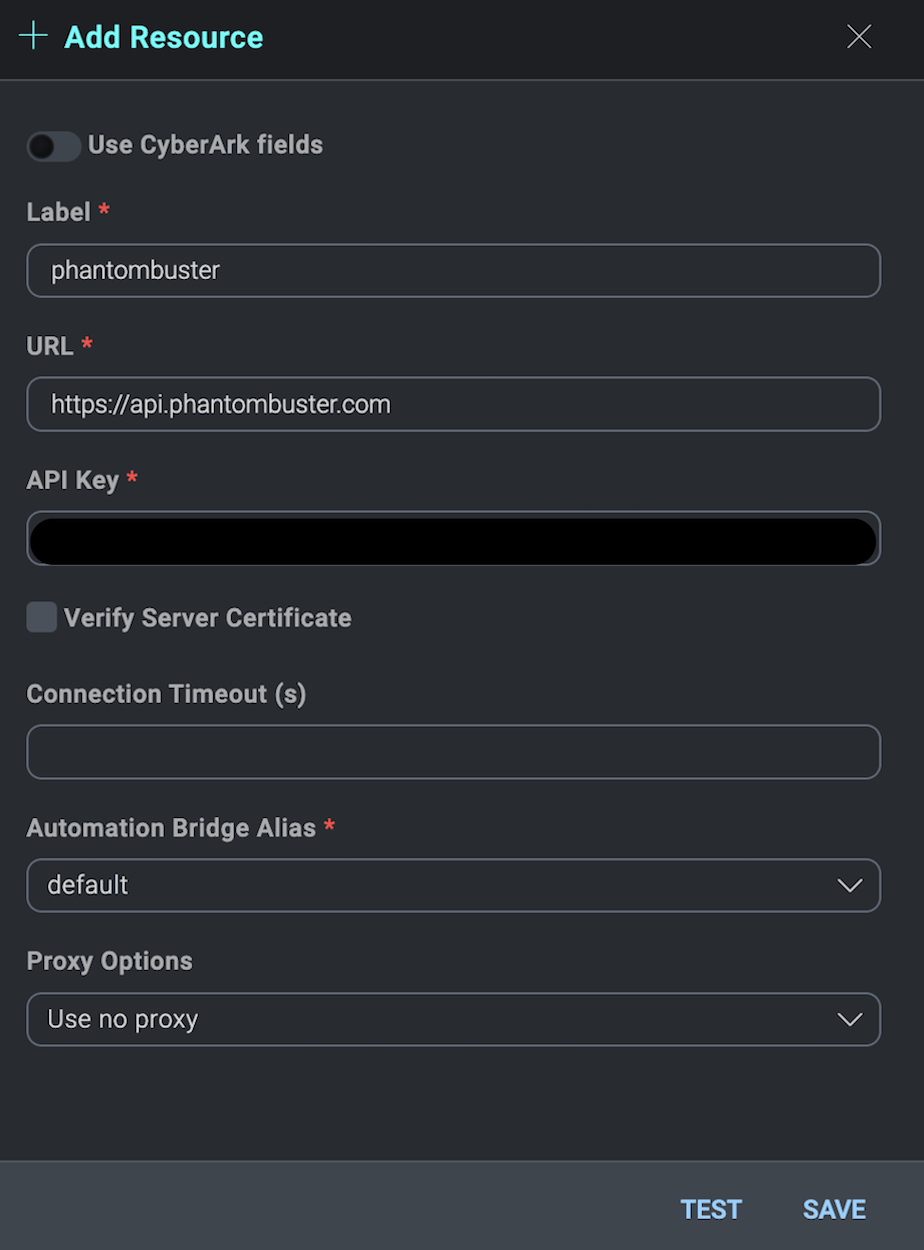 Add Resource
Use CyberArk fields
Label *
phantombuster
URL *
https://api.phantombuster.com
API Key *
Verify Server Certificate
Connection Timeout (s)
Automation Bridge Alias *
default
Proxy Options
Use no proxy
TEST SAVE